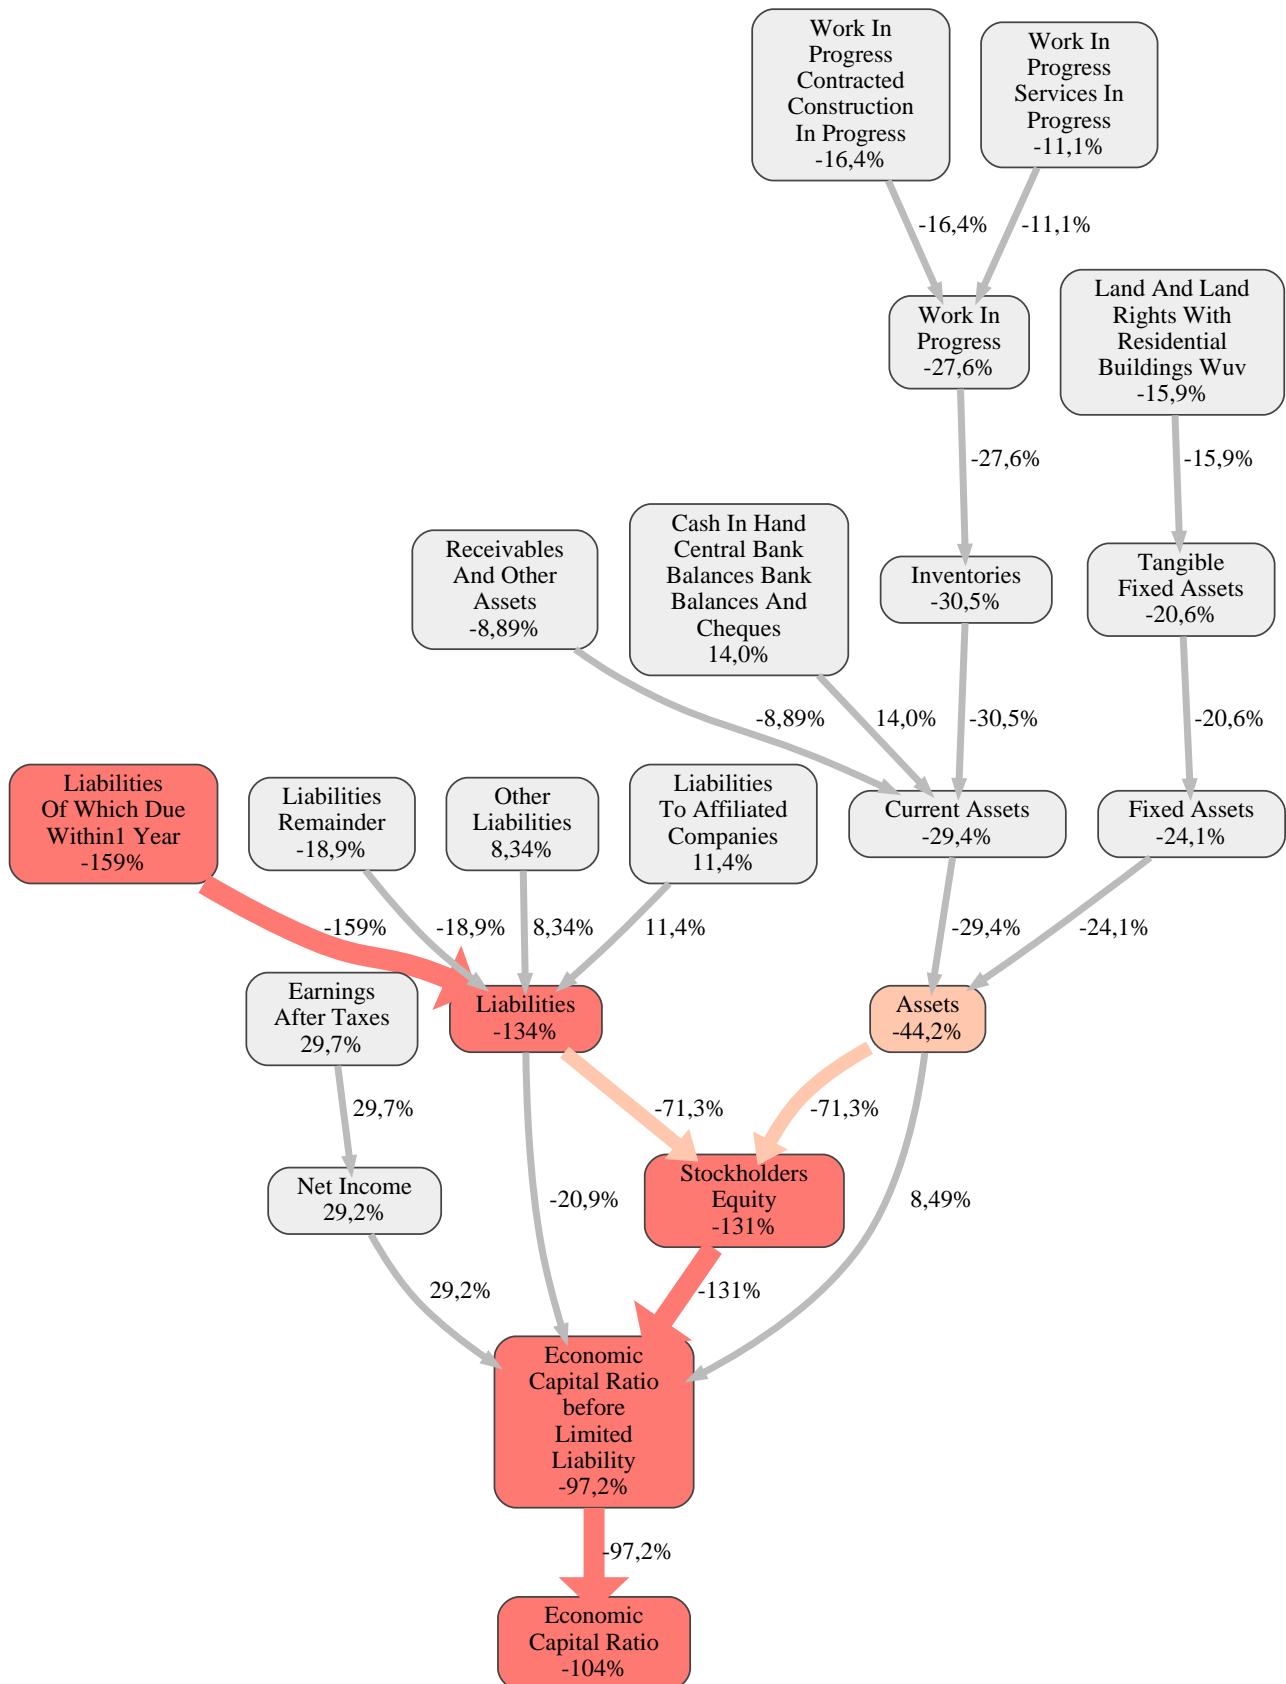 Work In
Progress
Contracted
Construction
In Progress
-16,4%
Work In
Progress
Services In
Progress
-11,1%
-16,4%
-11,1%
Land And Land
Rights With
Residential
Buildings Wuv
-15,9%
Work In
Progress
-27,6%
-27,6%
-15,9%
Cash In Hand
Central Bank
Balances Bank
Balances And
Cheques
14,0%
Receivables
And Other
Assets
-8,89%
Inventories
-30,5%
Tangible
Fixed Assets
-20,6%
-8,89%
14,0%
-30,5%
-20,6%
Liabilities
Of Which Due
Within1 Year
-159%
Liabilities
Remainder
-18,9%
Other
Liabilities
8,34%
Liabilities
To Affiliated
Companies
11,4%
Current Assets
-29,4%
Fixed Assets
-24,1%
-159%
-18,9%
8,34%
11,4%
-29,4%
-24,1%
Earnings
After Taxes
29,7%
Liabilities
-134%
Assets
-44,2%
29,7%
-71,3%
-71,3%
Net Income
29,2%
-20,9%
Stockholders
Equity
-131%
8,49%
29,2%
-131%
Economic
Capital Ratio
before
Limited
Liability
-97,2%
-97,2%
Economic
Capital Ratio
-104%